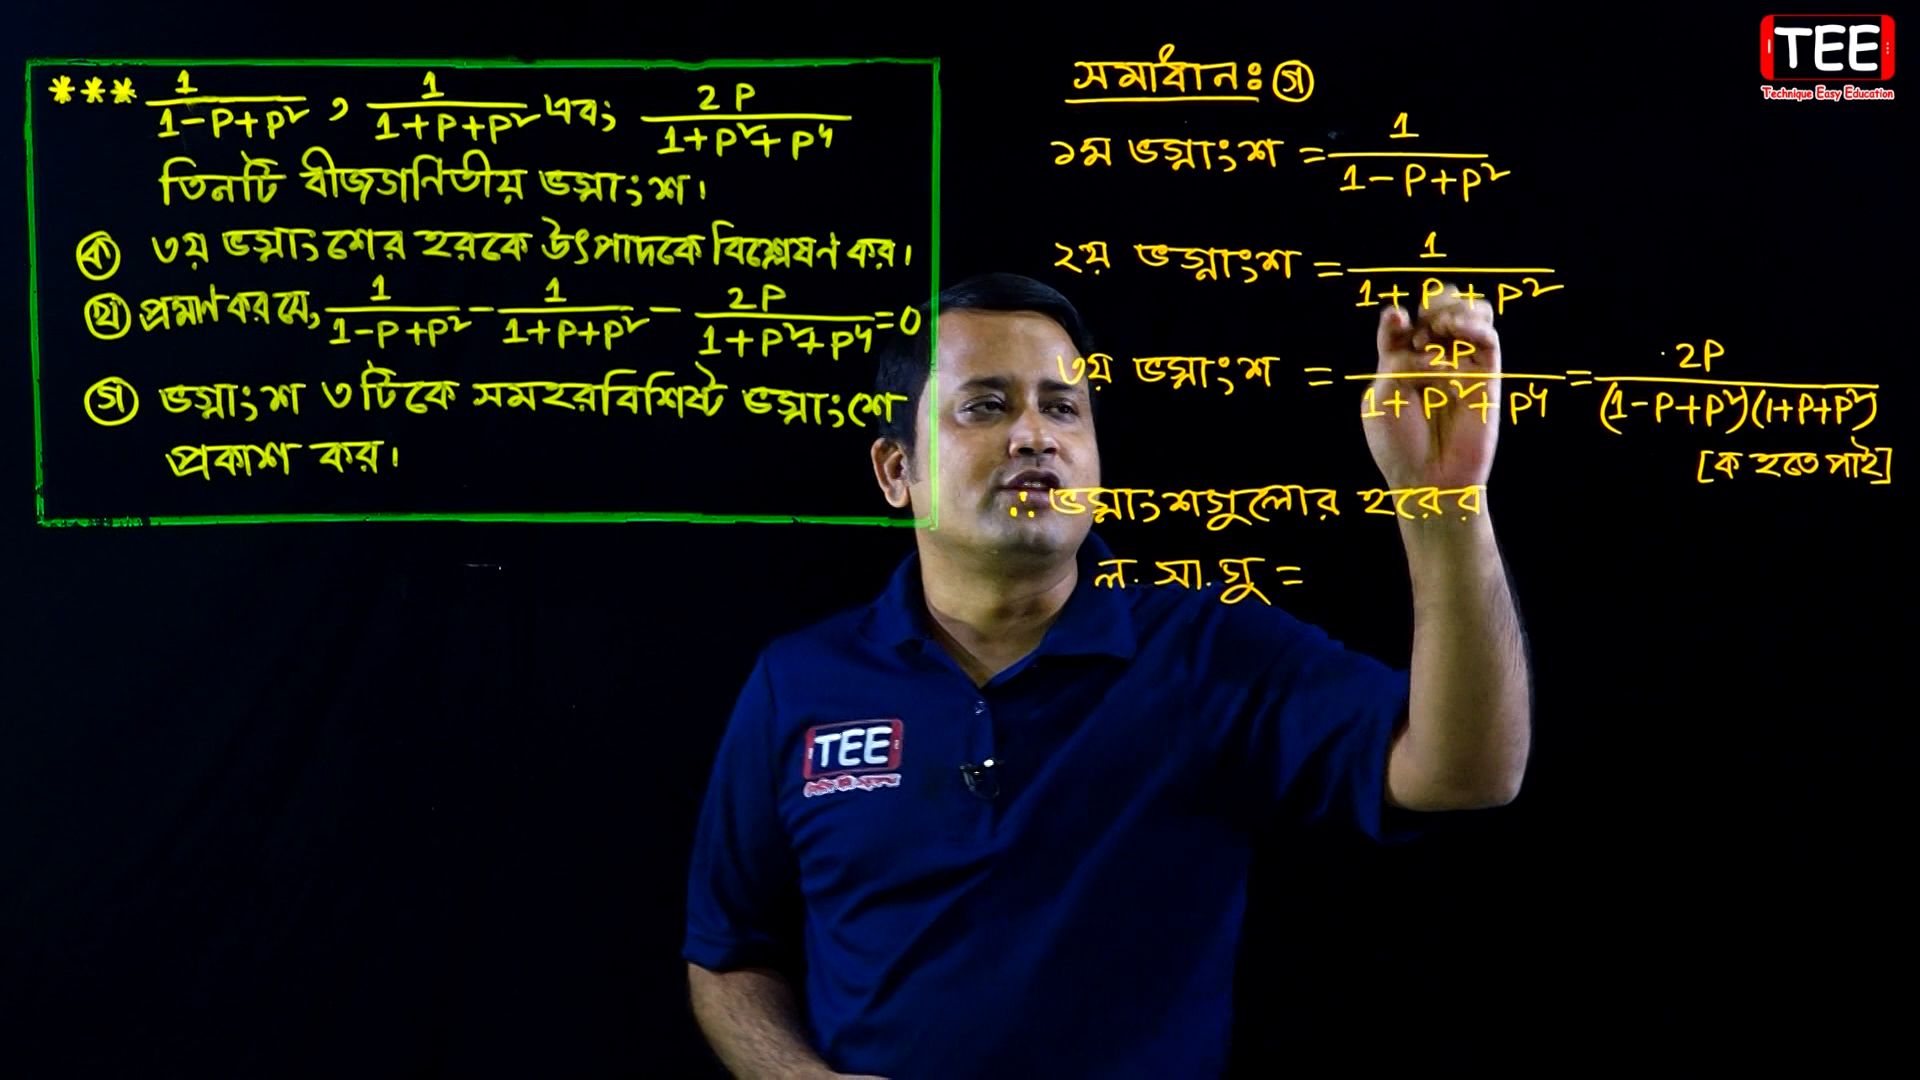 *** 1/(1-P+P²) , 1/(1+P+P²) এবং 2P/(1+P²+P⁴)
তিনটি বীজগণিতীয় ভগ্নাংশ।
ক ৩য় ভগ্নাংশের হরকে উৎপাদকে বিশ্লেষণ কর।
খ প্রমাণ কর যে, 1/(1-P+P²) - 1/(1+P+P²) - 2P/(1+P²+P⁴) = 0
গ ভগ্নাংশ ৩ টিকে সমহরবিশিষ্ট ভগ্নাংশে
প্রকাশ কর।
সমাধানঃ গ
১ম ভগ্নাংশ = 1/(1-P+P²)
২য় ভগ্নাংশ = 1/(1+P+P²)
৩য় ভগ্নাংশ = 2P/(1+P²+P⁴) = 2P/((1-P+P²)(1+P+P²))
[ক হতে পাই]
∴ ভগ্নাংশগুলোর হরের
ল. সা. গু =
TEE
Technique Easy Education
TEE